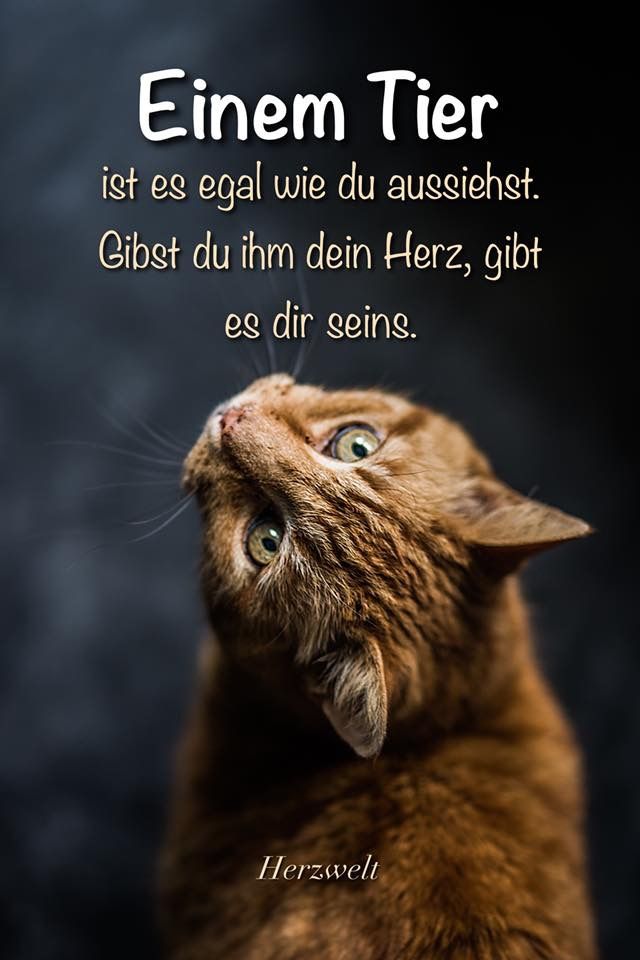 Einem Tier
ist es egal wie du aussiehst.
Gibst du ihm dein Herz, gibt
es dir seins.
Herzwelt